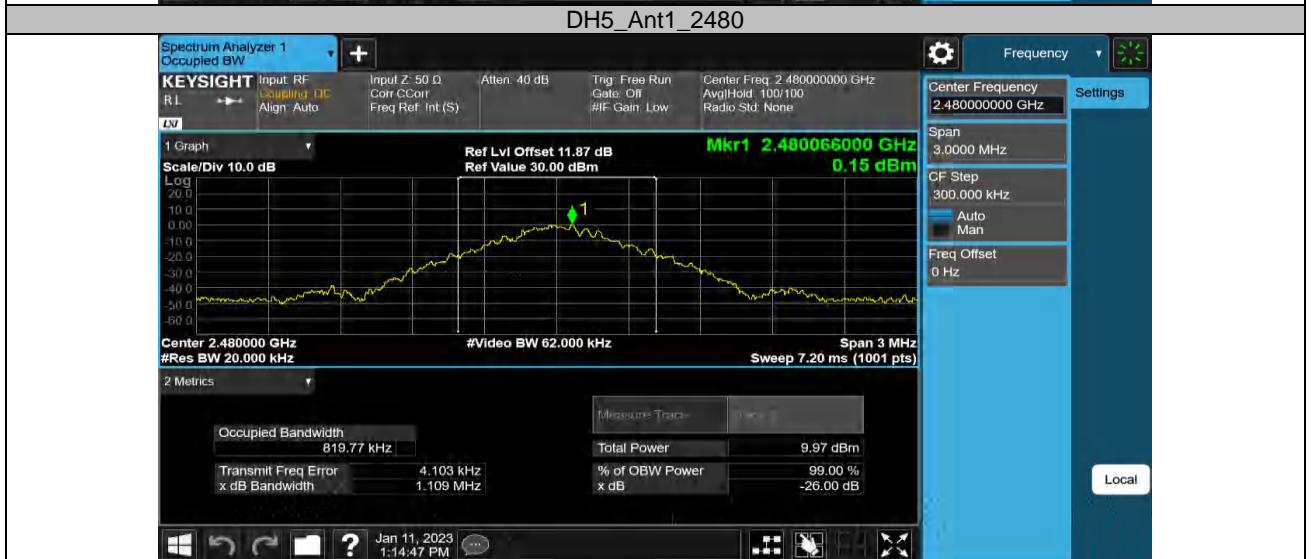 DH5_Ant1_2480
Spectrum Analyzer 1
Occupied BW
+
Frequency
KEYSIGHT
RL
LXI
Input: RF
Coupling: DC
Align: Auto
Input Z: 50 Ω
Corr CCorr
Freq Ref: Int (S)
Atten: 40 dB
Trig: Free Run
Gate: Off
#IF Gain: Low
Center Freq: 2.480000000 GHz
Avg|Hold: 100/100
Radio Std: None
Center Frequency
2.480000000 GHz
Settings
Span
3.0000 MHz
CF Step
300.000 kHz
Auto
Man
Freq Offset
0 Hz
1 Graph
Scale/Div 10.0 dB
Ref Lvl Offset 11.87 dB
Ref Value 30.00 dBm
Mkr1 2.480066000 GHz
0.15 dBm
Log
20.0
10.0
0.00
-10.0
-20.0
-30.0
-40.0
-50.0
-60.0
1
Center 2.480000 GHz
#Res BW 20.000 kHz
#Video BW 62.000 kHz
Span 3 MHz
Sweep 7.20 ms (1001 pts)
2 Metrics
Measure Trace
Occupied Bandwidth
819.77 kHz
Transmit Freq Error 4.103 kHz
x dB Bandwidth 1.109 MHz
Total Power 9.97 dBm
% of OBW Power 99.00 %
x dB -26.00 dB
Local
?
Jan 11, 2023
1:14:47 PM